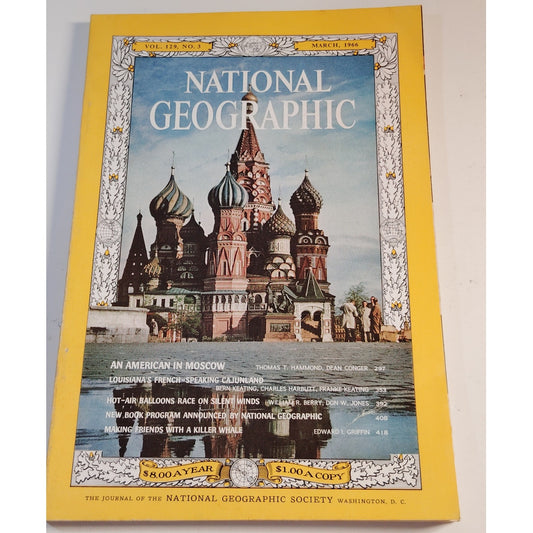 VOL. 129, NO. 3 MARCH, 1966
NATIONAL
GEOGRAPHIC
AN AMERICAN IN MOSCOW THOMAS T. HAMMOND, DEAN CONGER 297
LOUISIANA'S FRENCH-SPEAKING CAJUNLAND
BERN KEATING, CHARLES HARBUTT, FRANKE KEATING 353
HOT-AIR BALLOONS RACE ON SILENT WINDS WILLIAM R. BERRY, DON W. JONES 392
NEW BOOK PROGRAM ANNOUNCED BY NATIONAL GEOGRAPHIC 408
MAKING FRIENDS WITH A KILLER WHALE EDWARD I. GRIFFIN 418
$8.00 A YEAR $1.00 A COPY
THE JOURNAL OF THE NATIONAL GEOGRAPHIC SOCIETY WASHINGTON, D. C.